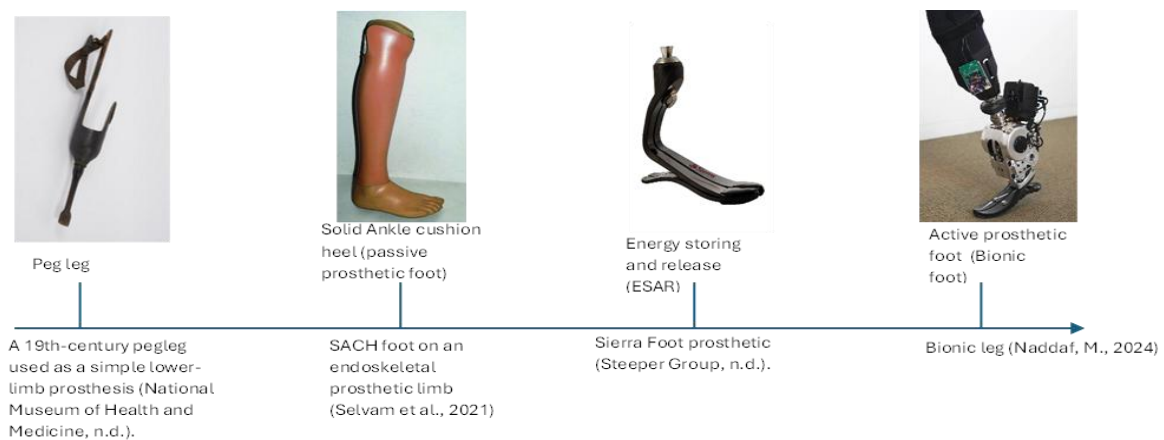 Peg leg
Solid Ankle cushion
heel (passive
prosthetic foot)
Energy storing
and release
(ESAR)
Active prosthetic
foot (Bionic
foot)
A 19th-century pegleg
used as a simple lower-
limb prosthesis (National
Museum of Health and
Medicine, n.d.).
SACH foot on an
endoskeletal
prosthetic limb
(Selvam et al., 2021)
Sierra Foot prosthetic
(Steeper Group, n.d.).
Bionic leg (Naddaf, M., 2024)